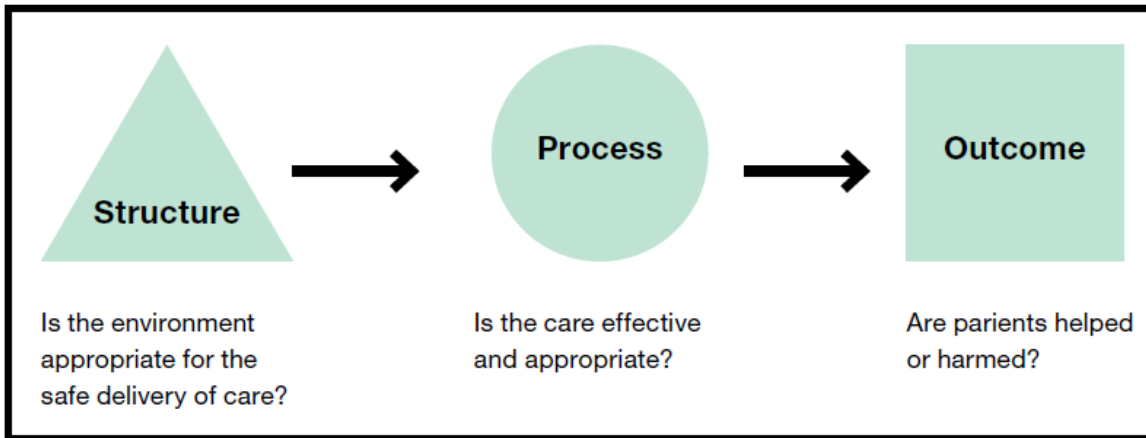 Structure
Process
Outcome
Is the environment
appropriate for the
safe delivery of care?
Is the care effective
and appropriate?
Are parients helped
or harmed?